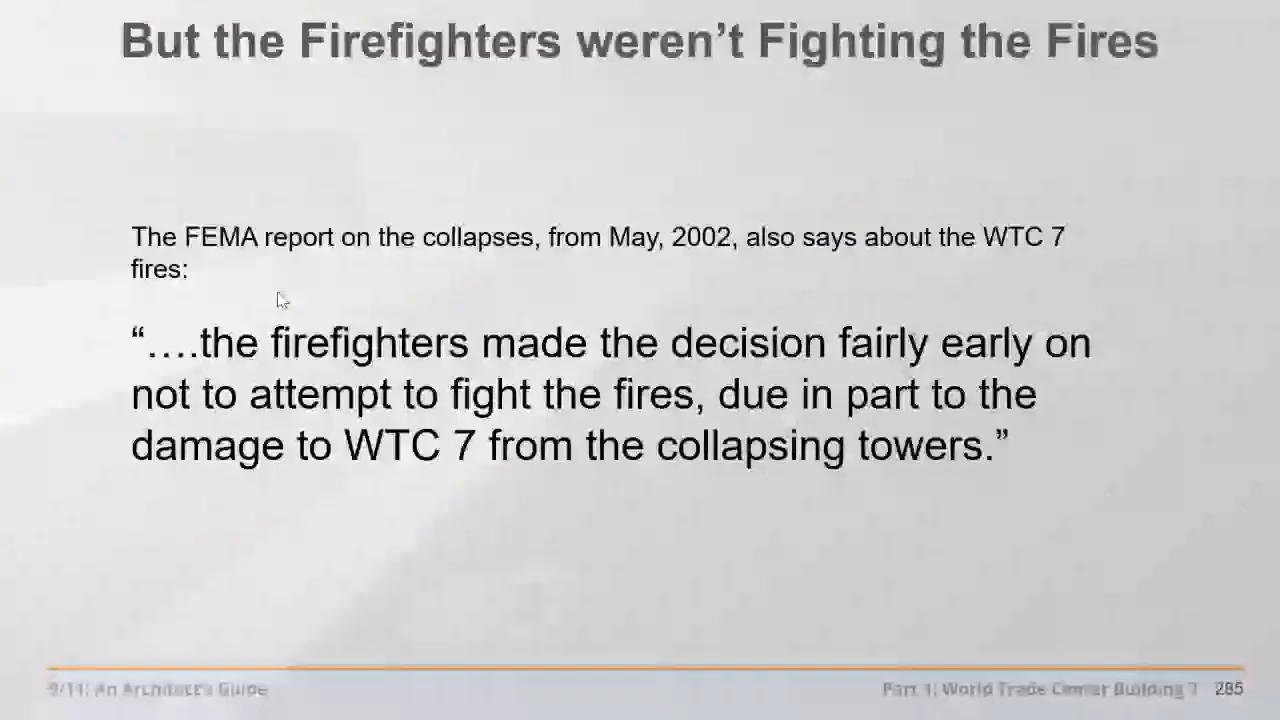 But the Firefighters weren’t Fighting the Fires
The FEMA report on the collapses, from May, 2002, also says about the WTC 7
fires:
“….the firefighters made the decision fairly early on
not to attempt to fight the fires, due in part to the
damage to WTC 7 from the collapsing towers.”
9/11: An Architect's Guide
Part 1: World Trade Center Building 7 285